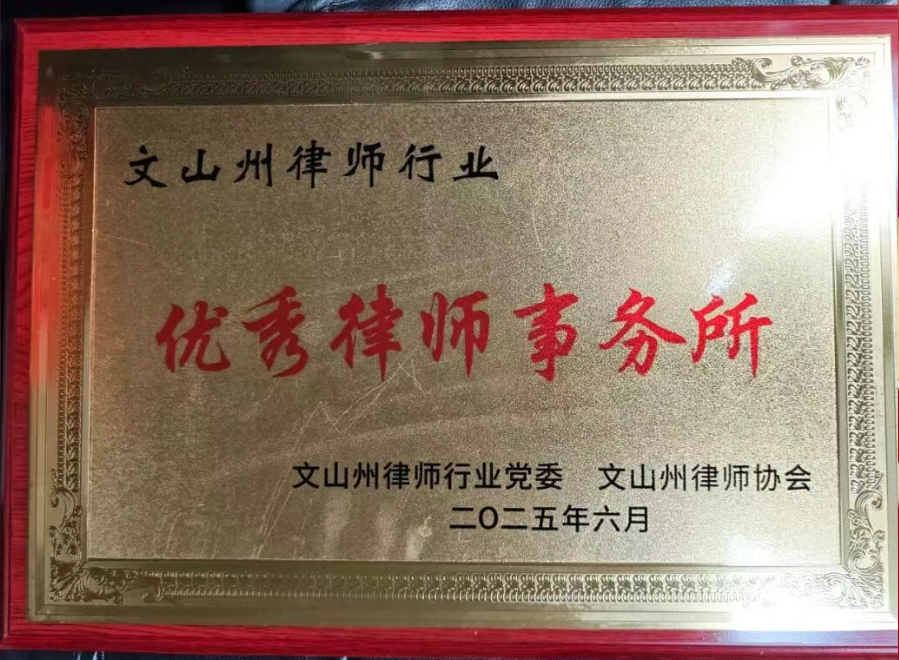 文山州律师行业
优秀律师事务所
文山州律师行业党委 文山州律师协会
二〇二五年六月